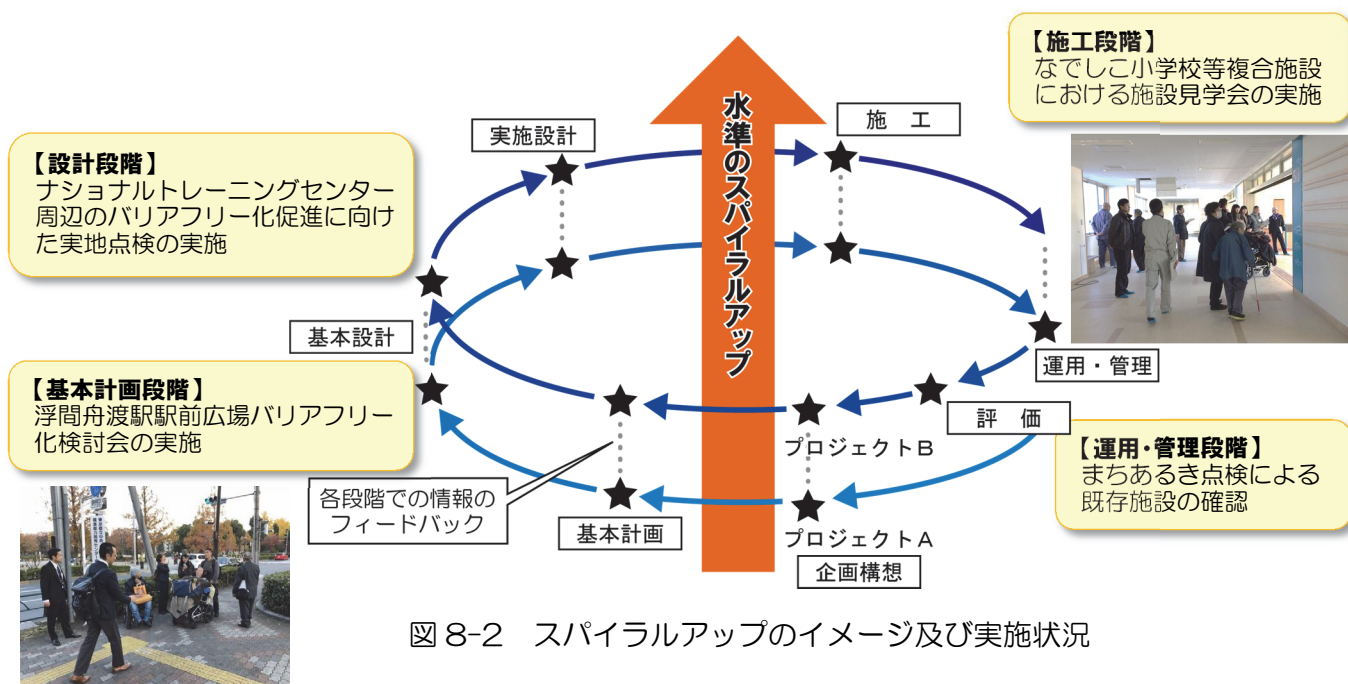 【施工段階】
なでしこ小学校等複合施設
における施設見学会の実施
水準のスパイラルアップ
施　工
実施設計
【設計段階】
ナショナルトレーニングセンター
周辺のバリアフリー化促進に向け
た実地点検の実施
基本設計
運用・管理
【基本計画段階】
浮間舟渡駅駅前広場バリアフリー
化検討会の実施
評　価
プロジェクトB
【運用・管理段階】
まちあるき点検による
既存施設の確認
各段階での情報の
フィードバック
基本計画
プロジェクトA
企画構想
図 8-2　スパイラルアップのイメージ及び実施状況